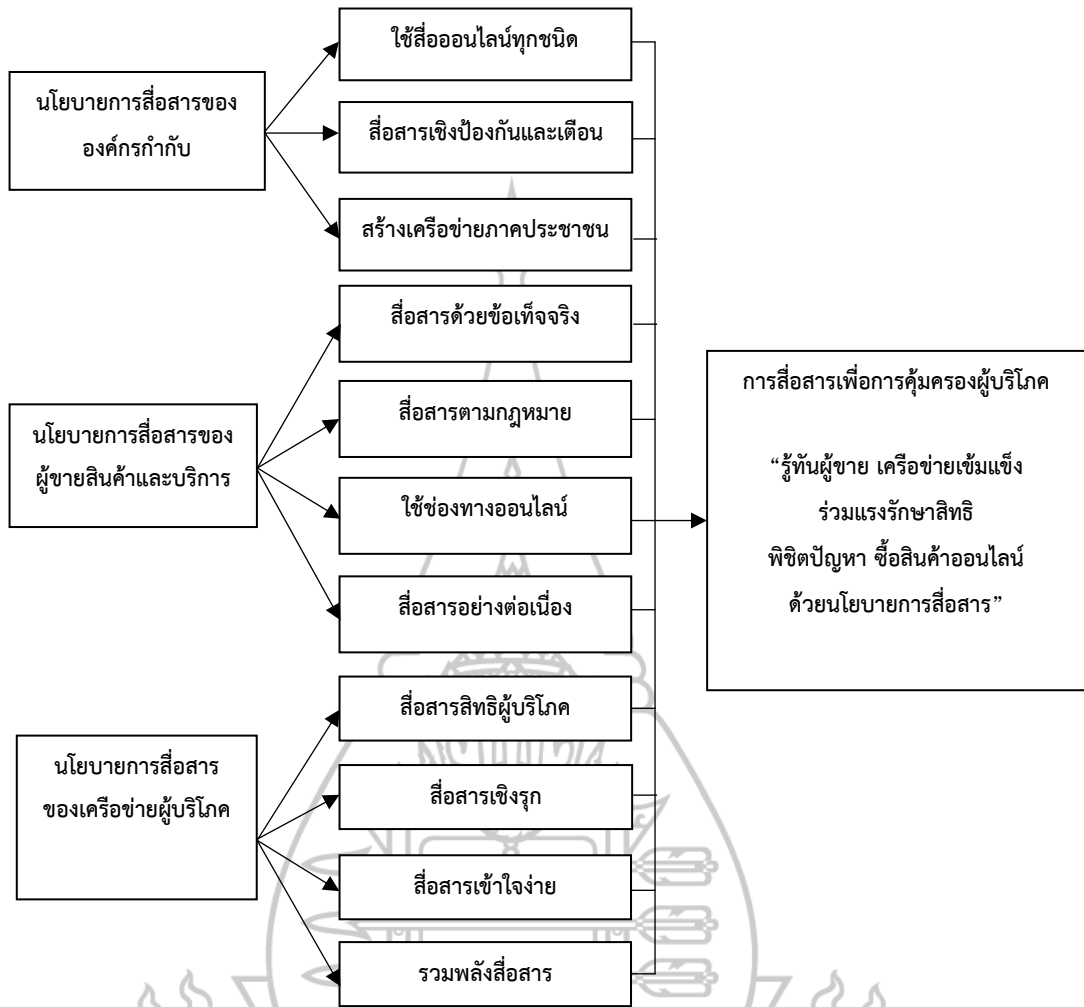 นโยบายการสื่อสารของ
องค์กรกำกับ
ใช้สื่อออนไลน์ทุกชนิด
สื่อสารเชิงป้องกันและเตือน
สร้างเครือข่ายภาคประชาชน
นโยบายการสื่อสารของ
ผู้ขายสินค้าและบริการ
สื่อสารด้วยข้อเท็จจริง
สื่อสารตามกฎหมาย
ใช้ช่องทางออนไลน์
สื่อสารอย่างต่อเนื่อง
นโยบายการสื่อสาร
ของเครือข่ายผู้บริโภค
สื่อสารสิทธิผู้บริโภค
สื่อสารเชิงรุก
สื่อสารเข้าใจง่าย
รวมพลังสื่อสาร
การสื่อสารเพื่อการคุ้มครองผู้บริโภค
“รู้ทันผู้ขาย เครือข่ายเข้มแข็ง
ร่วมแรงรักษาสิทธิ
พิชิตปัญหา ซื้อสินค้าออนไลน์
ด้วยนโยบายการสื่อสาร”